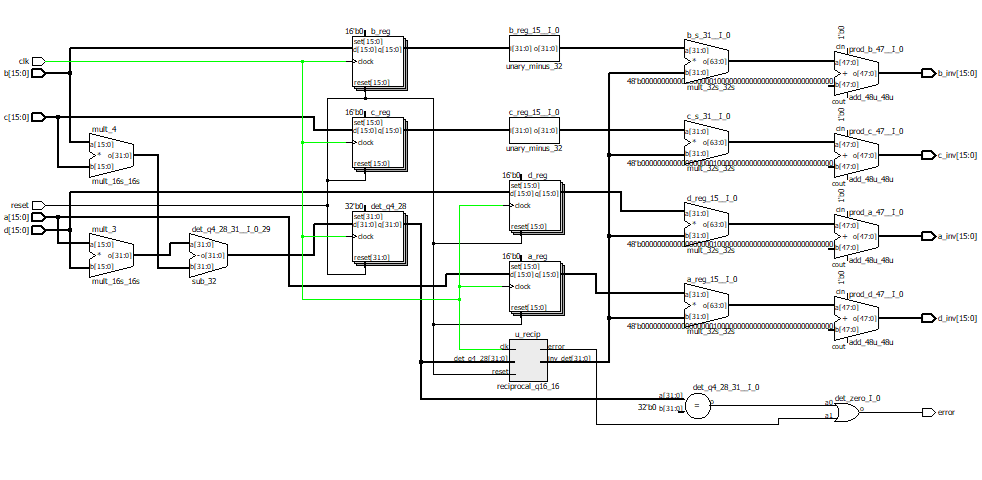 16'b0 b_reg
set[15:0]
d[15:0] q[15:0]
clock
reset[15:0]
b_reg_15__I_0
i[31:0] o[31:0]
unary_minus_32
b_s_31__I_0
a[31:0]
* o[63:0]
b[31:0]
mult_32s_32s
1'b0
cin
prod_b_47__I_0
a[47:0]
+ o[47:0]
b[47:0]
cout
add_48u_48u
b_inv[15:0]
clk
b[15:0]
c[15:0]
mult_4
a[15:0]
* o[31:0]
b[15:0]
mult_16s_16s
16'b0 c_reg
set[15:0]
d[15:0] q[15:0]
clock
reset[15:0]
c_reg_15__I_0
i[31:0] o[31:0]
unary_minus_32
c_s_31__I_0
a[31:0]
* o[63:0]
b[31:0]
mult_32s_32s
1'b0
cin
prod_c_47__I_0
a[47:0]
+ o[47:0]
b[47:0]
cout
add_48u_48u
c_inv[15:0]
reset
a[15:0]
d[15:0]
mult_3
a[15:0]
* o[31:0]
b[15:0]
mult_16s_16s
det_q4_28_31__I_0_29
a[31:0]
- o[31:0]
b[31:0]
sub_32
32'b0 det_q4_28
set[31:0]
d[31:0] q[31:0]
clock
reset[31:0]
16'b0 d_reg
set[15:0]
d[15:0] q[15:0]
clock
reset[15:0]
d_reg_15__I_0
a[31:0]
* o[63:0]
b[31:0]
mult_32s_32s
1'b0
cin
prod_a_47__I_0
a[47:0]
+ o[47:0]
b[47:0]
cout
add_48u_48u
a_inv[15:0]
16'b0 a_reg
set[15:0]
d[15:0] q[15:0]
clock
reset[15:0]
a_reg_15__I_0
a[31:0]
* o[63:0]
b[31:0]
mult_32s_32s
1'b0
cin
prod_d_47__I_0
a[47:0]
+ o[47:0]
b[47:0]
cout
add_48u_48u
d_inv[15:0]
u_recip
clk error
det_q4_28[31:0] inv_det[31:0]
reset
reciprocal_q16_16
det_q4_28_31__I_0
a[31:0]
32'b0 b[31:0]
= o
det_zero_I_0
a0
a1
o
error